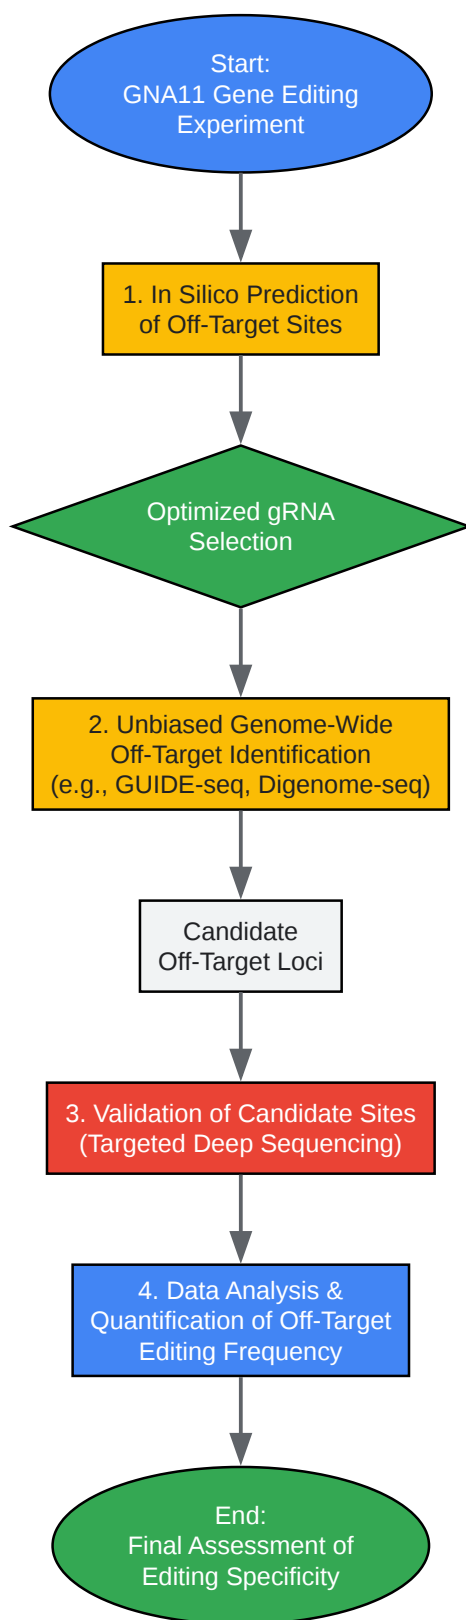 Start:
GNA11 Gene Editing
Experiment
1. In Silico Prediction
of Off-Target Sites
Optimized gRNA
Selection
2. Unbiased Genome-Wide
Off-Target Identification
(e.g., GUIDE-seq, Digenome-seq)
Candidate
Off-Target Loci
3. Validation of Candidate Sites
(Targeted Deep Sequencing)
4. Data Analysis &
Quantification of Off-Target
Editing Frequency
End:
Final Assessment of
Editing Specificity